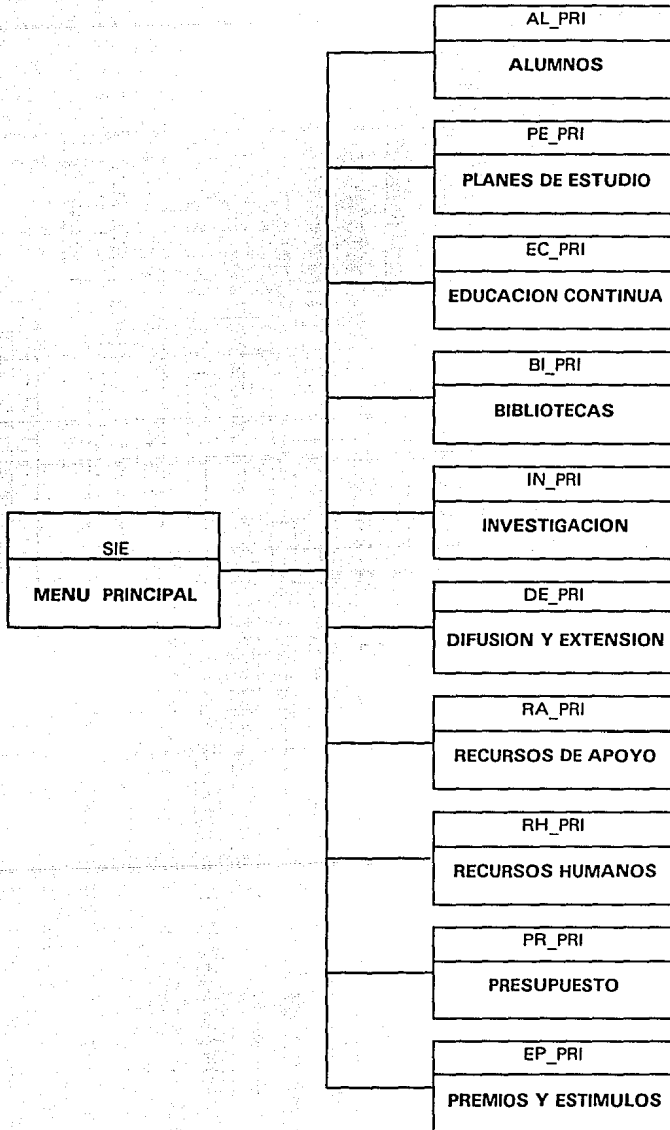 AL_PRI
ALUMNOS
PE_PRI
PLANES DE ESTUDIO
EC_PRI
EDUCACION CONTINUA
BI_PRI
BIBLIOTECAS
IN_PRI
INVESTIGACION
SIE
MENU PRINCIPAL
DE_PRI
DIFUSION Y EXTENSION
RA_PRI
RECURSOS DE APOYO
RH_PRI
RECURSOS HUMANOS
PR_PRI
PRESUPUESTO
EP_PRI
PREMIOS Y ESTIMULOS